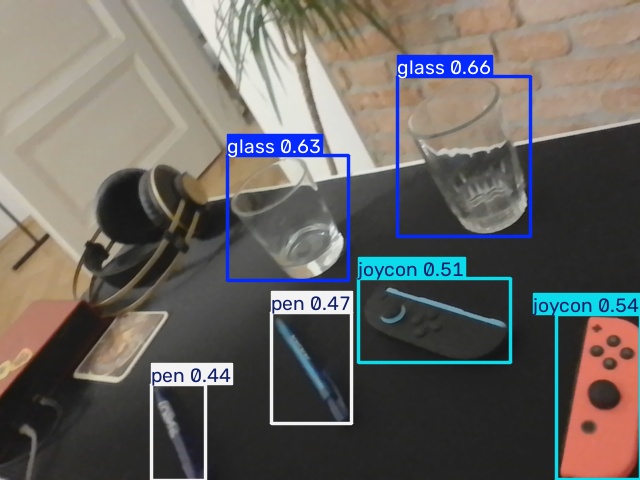 glass 0.66
glass 0.63
joycon 0.51
pen 0.47
joycon 0.54
pen 0.44